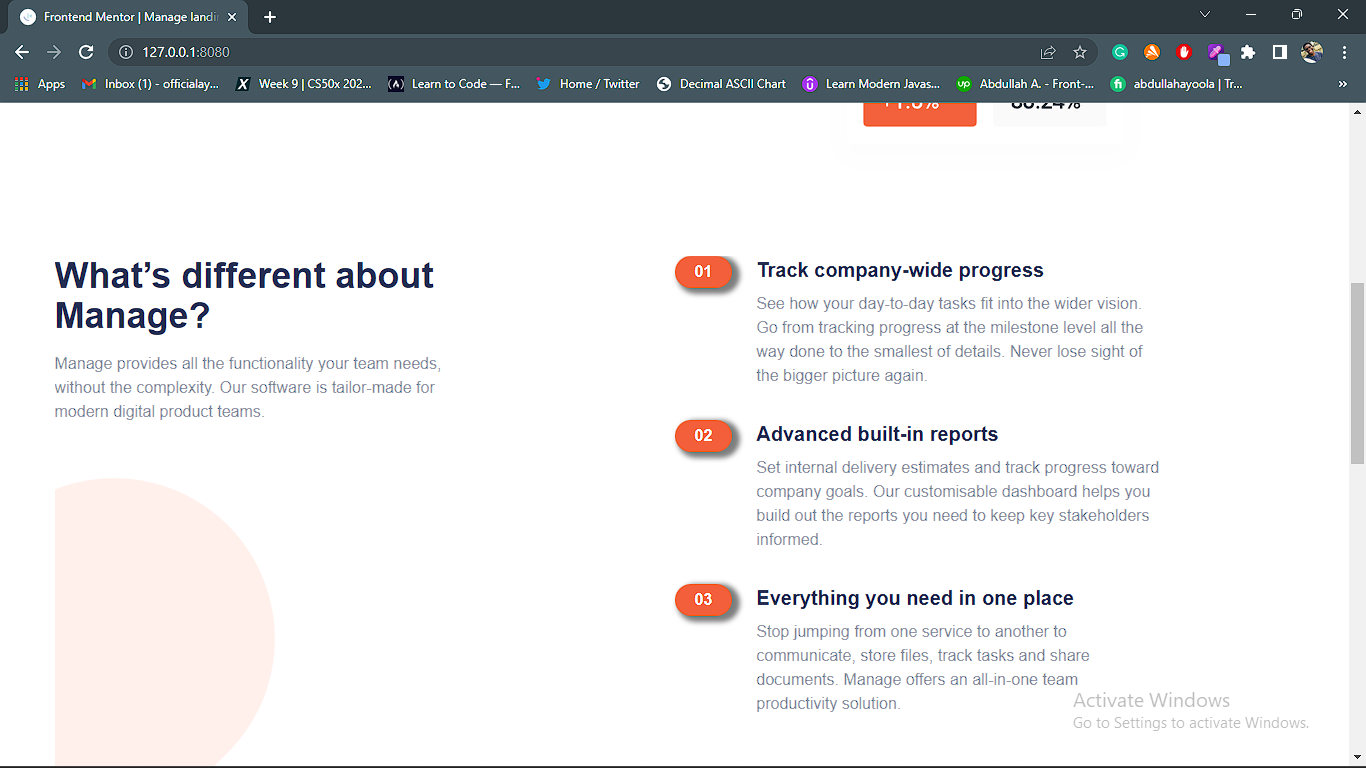 Frontend Mentor | Manage landi
127.0.0.1:8080
Apps
Inbox (1) - officialay...
Week 9 | CS50x 202...
Learn to Code — F...
Home / Twitter
Decimal ASCII Chart
Learn Modern Javas...
Abdullah A. - Front-...
abdullahayoola | Tr...
What’s different about
Manage?
Manage provides all the functionality your team needs,
without the complexity. Our software is tailor-made for
modern digital product teams.
01
Track company-wide progress
See how your day-to-day tasks fit into the wider vision.
Go from tracking progress at the milestone level all the
way done to the smallest of details. Never lose sight of
the bigger picture again.
02
Advanced built-in reports
Set internal delivery estimates and track progress toward
company goals. Our customisable dashboard helps you
build out the reports you need to keep key stakeholders
informed.
03
Everything you need in one place
Stop jumping from one service to another to
communicate, store files, track tasks and share
documents. Manage offers an all-in-one team
productivity solution.
Activate Windows
Go to Settings to activate Windows.